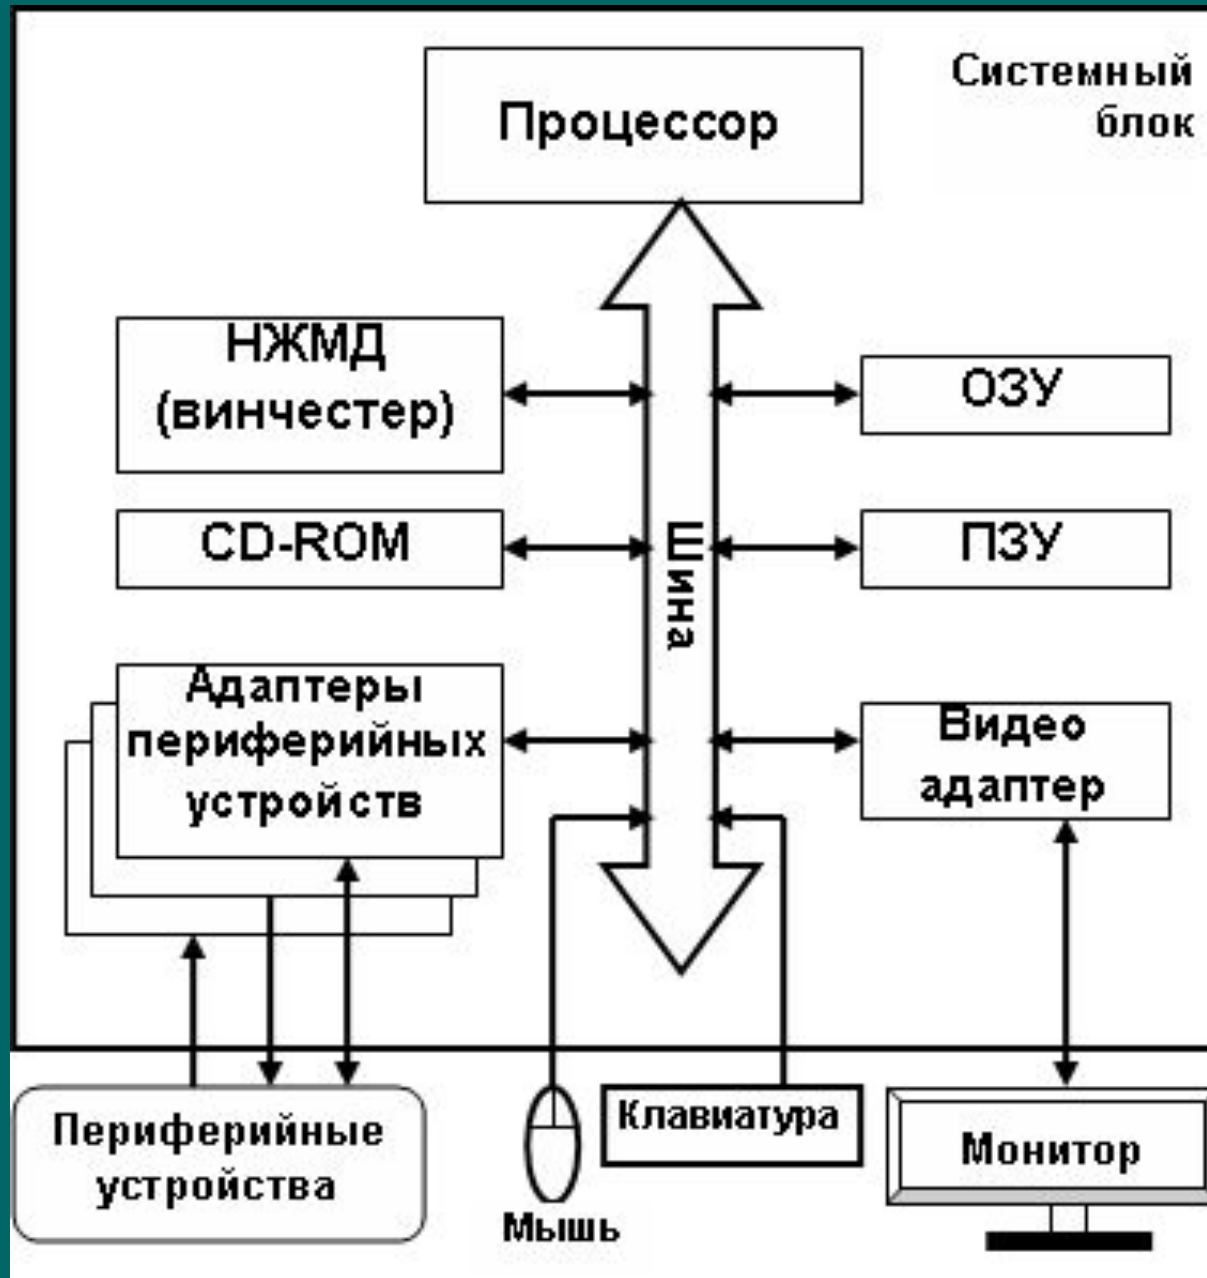 Системный
блок
Процессор
НЖМД
(винчестер)
ОЗУ
CD-ROM
ПЗУ
Шина
Адаптеры
периферийных
устройств
Видео
адаптер
Периферийные
устройства
Мышь
Клавиатура
Монитор